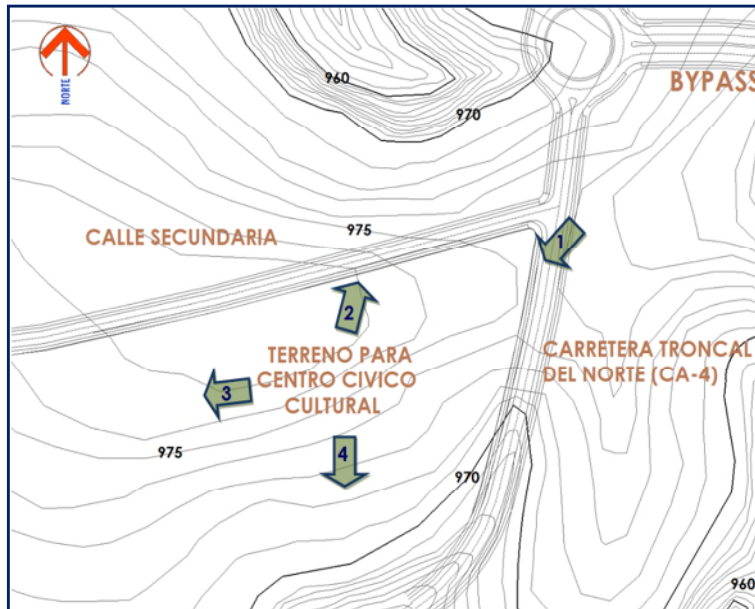 NORTE
960
970
BYPASS
975
CALLE SECUNDARIA
1
2
TERRENO PARA
CENTRO CIVICO
CULTURAL
CARRETERA TRONCAL
DEL NORTE (CA-4)
3
975
4
970
960